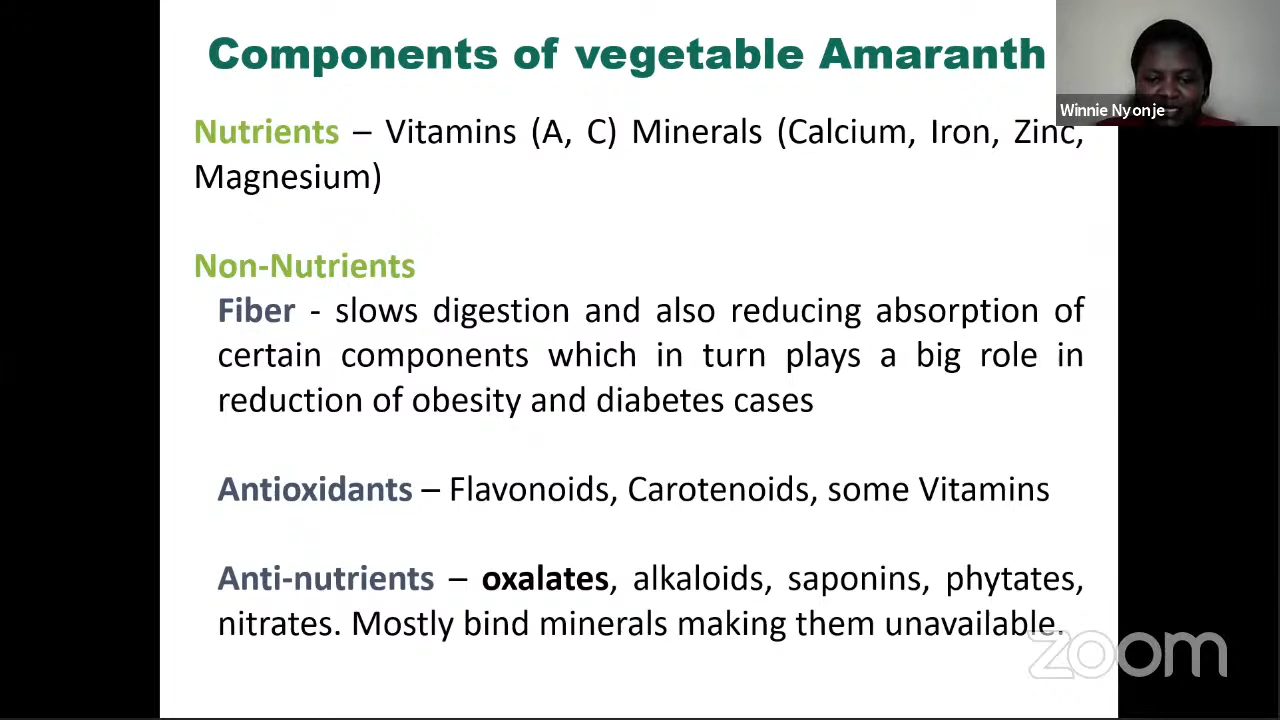 Components of vegetable Amaranth
Winnie Nyonje
Nutrients – Vitamins (A, C) Minerals (Calcium, Iron, Zinc,
Magnesium)
Non-Nutrients
Fiber - slows digestion and also reducing absorption of
certain components which in turn plays a big role in
reduction of obesity and diabetes cases
Antioxidants – Flavonoids, Carotenoids, some Vitamins
Anti-nutrients – oxalates, alkaloids, saponins, phytates,
nitrates. Mostly bind minerals making them unavailable.
zoom